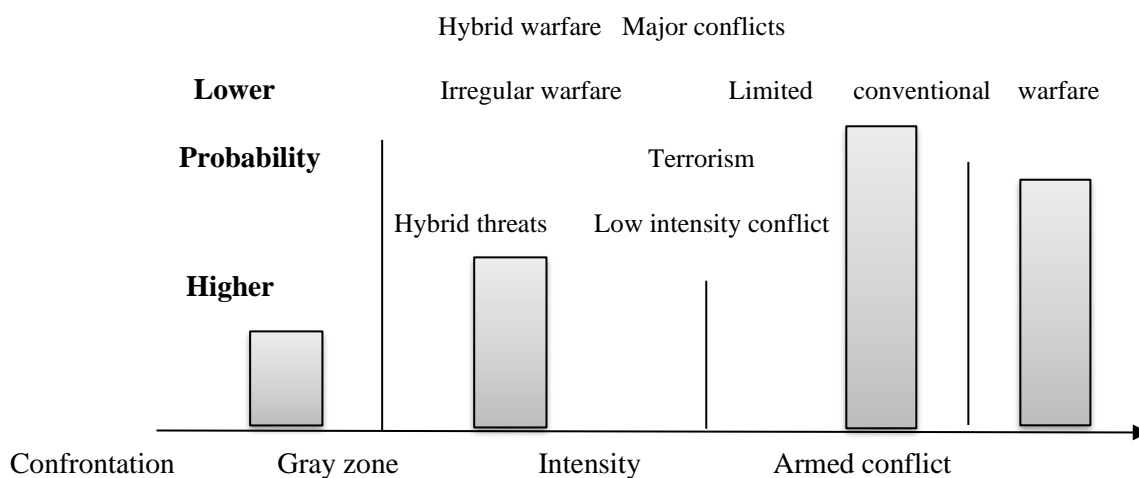 Hybrid warfare Major conflicts
Lower Irregular warfare Limited conventional warfare
Probability Terrorism
Hybrid threats Low intensity conflict
Higher
Confrontation Gray zone Intensity Armed conflict